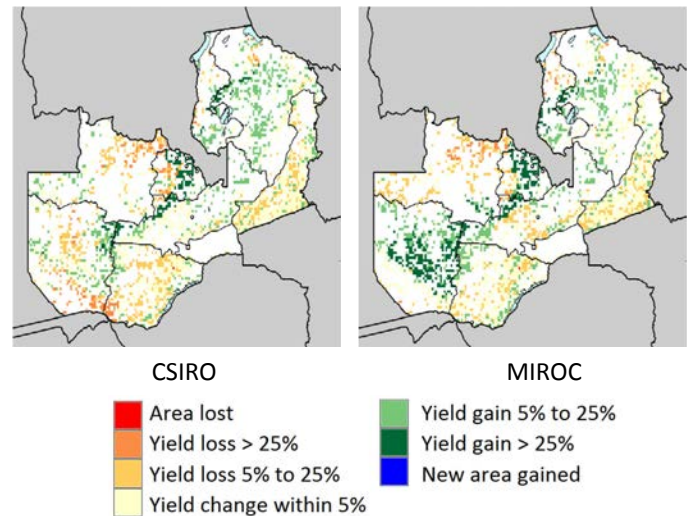 CSIRO
MIROC
Area lost
Yield loss > 25%
Yield loss 5% to 25%
Yield change within 5%
Yield gain 5% to 25%
Yield gain > 25%
New area gained